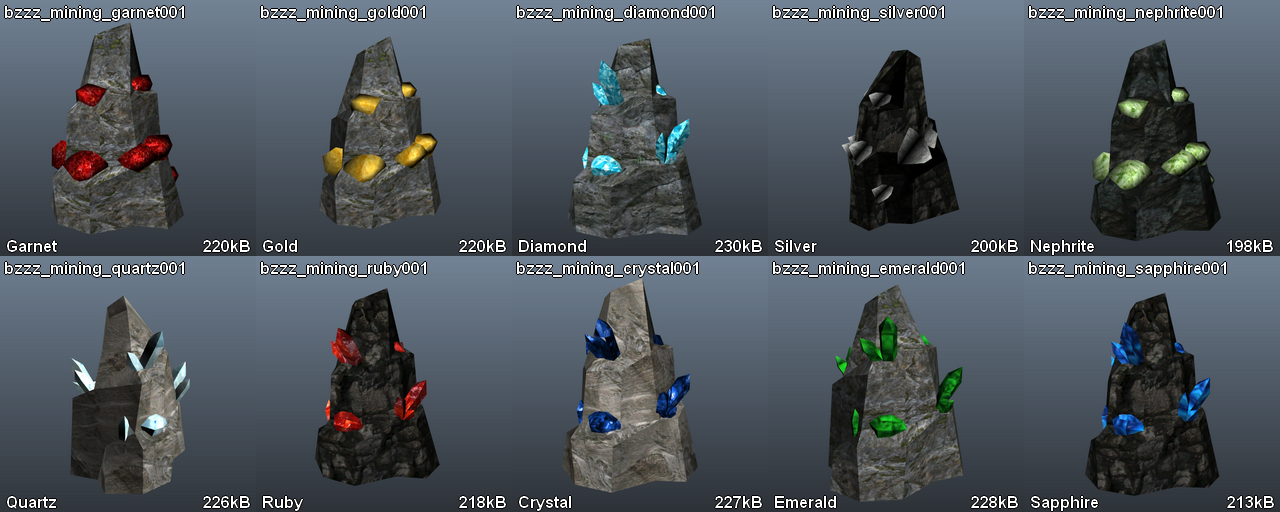 bzzz_mining_garnet001
bzzz_mining_gold001
bzzz_mining_diamond001
bzzz_mining_silver001
bzzz_mining_nephrite001
Garnet 220kB
Gold 220kB
Diamond 230kB
Silver 200kB
Nephrite 198kB
bzzz_mining_quartz001
bzzz_mining_ruby001
bzzz_mining_crystal001
bzzz_mining_emerald001
bzzz_mining_sapphire001
Quartz 226kB
Ruby 218kB
Crystal 227kB
Emerald 228kB
Sapphire 213kB